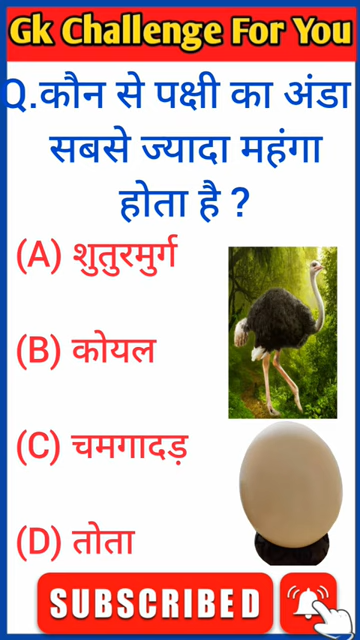 Gk Challenge For You
Q.कौन से पक्षी का अंडा
सबसे ज्यादा महंगा
होता है ?
(A) शुतुरमुर्ग
(B) कोयल
(C) चमगादड़
(D) तोता
SUBSCRIBED